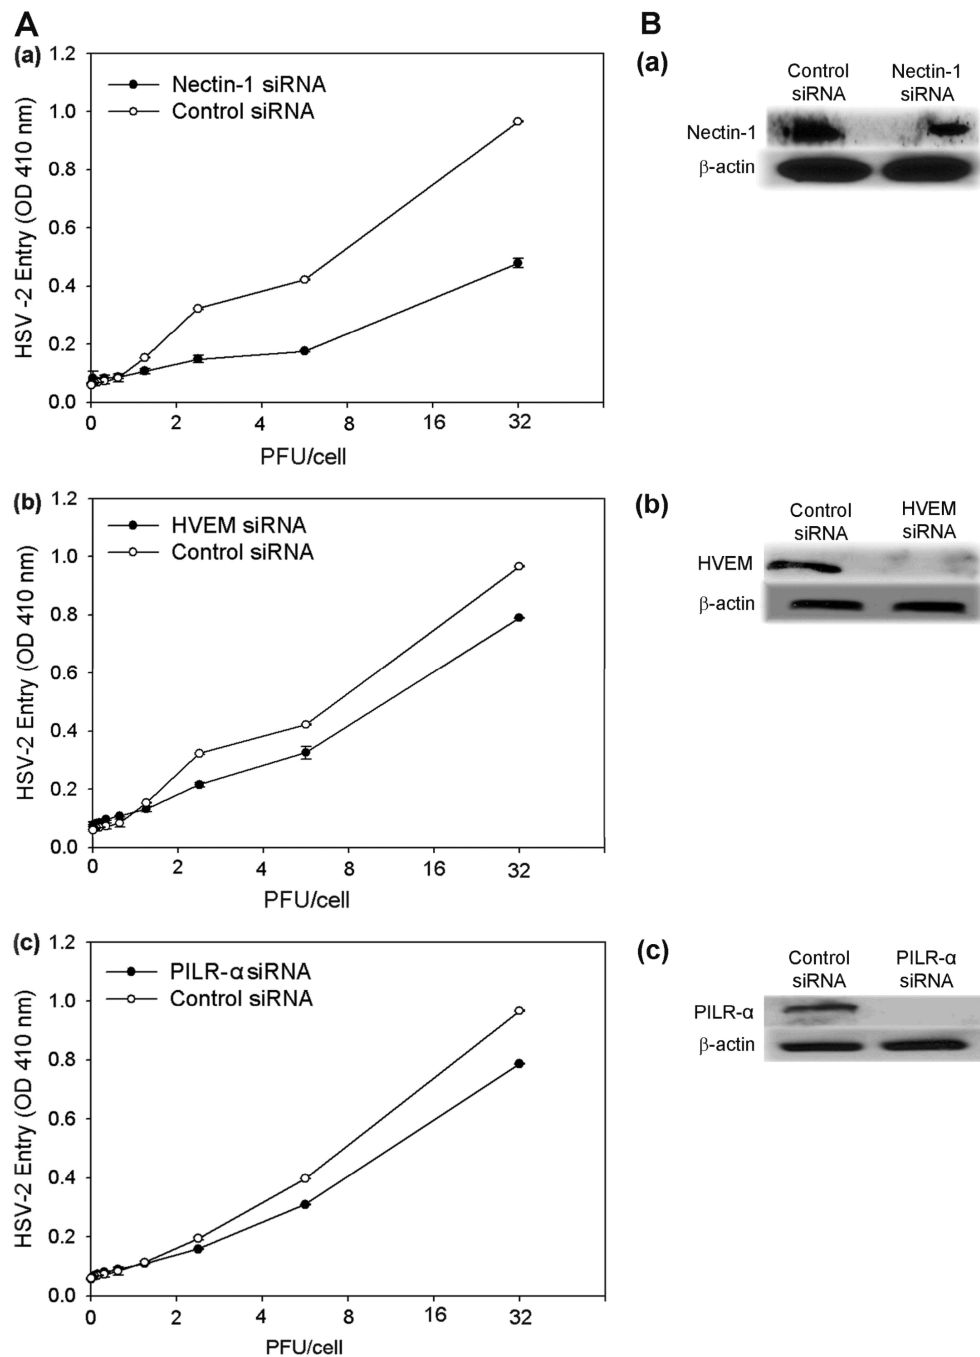 A
B
(a)
1.2
1.0
0.8
0.6
0.4
0.2
0.0
HSV -2 Entry (OD 410 nm)
Nectin-1 siRNA
Control siRNA
0 2 4 8 16 32
PFU/cell
(a)
Control siRNA
Nectin-1 siRNA
Nectin-1
β-actin
(b)
1.2
1.0
0.8
0.6
0.4
0.2
0.0
HSV-2 Entry (OD 410 nm)
HVEM siRNA
Control siRNA
0 2 4 8 16 32
PFU/cell
(b)
Control siRNA
HVEM siRNA
HVEM
β-actin
(c)
1.2
1.0
0.8
0.6
0.4
0.2
0.0
HSV-2 Entry (OD 410 nm)
PILR-α siRNA
Control siRNA
0 2 4 8 16 32
PFU/cell
(c)
Control siRNA
PILR-α siRNA
PILR-α
β-actin